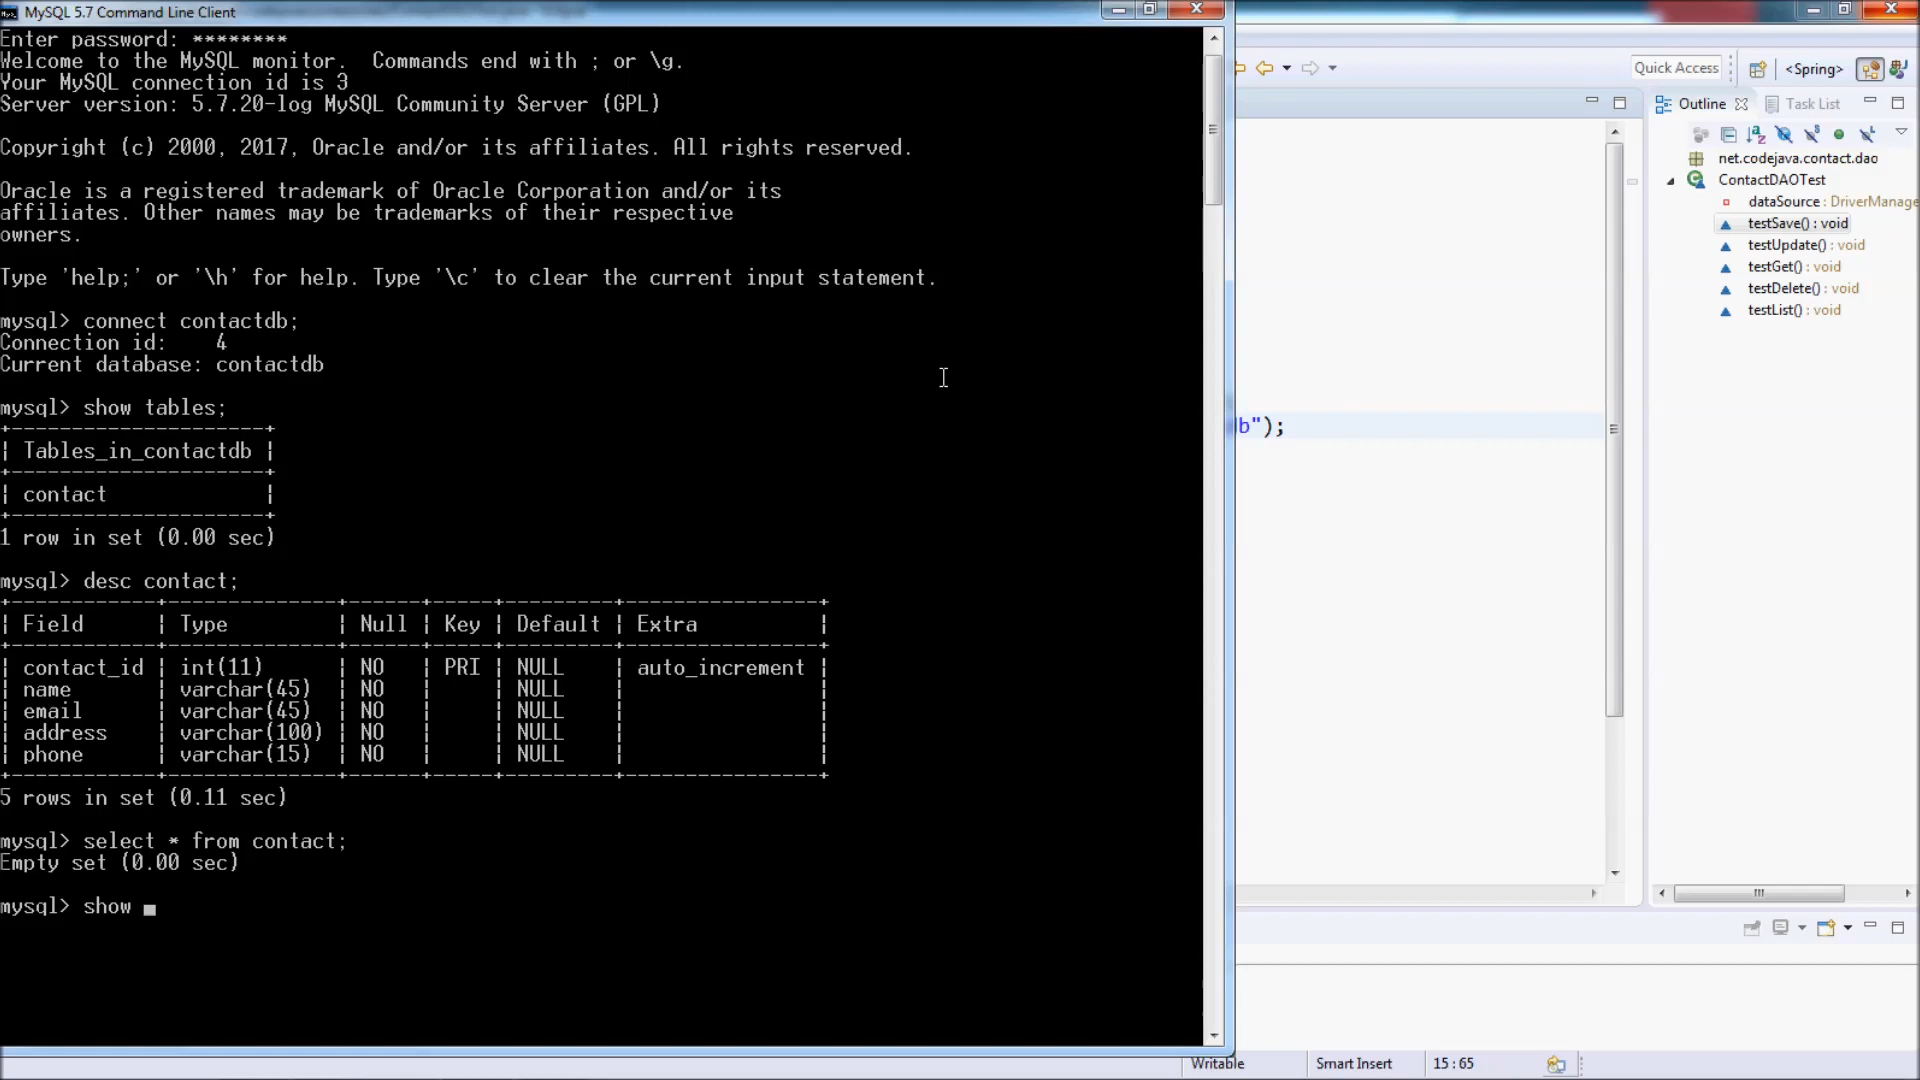 MySQL 5.7 Command Line Client
Enter password: ********
Welcome to the MySQL monitor.  Commands end with ; or \g.
Your MySQL connection id is 3
Server version: 5.7.20-log MySQL Community Server (GPL)
Copyright (c) 2000, 2017, Oracle and/or its affiliates. All rights reserved.
Oracle is a registered trademark of Oracle Corporation and/or its
affiliates. Other names may be trademarks of their respective
owners.
Type 'help;' or '\h' for help. Type '\c' to clear the current input statement.
mysql> connect contactdb;
Connection id:    4
Current database: contactdb
mysql> show tables;
+---------------------+
| Tables_in_contactdb |
+---------------------+
| contact             |
+---------------------+
1 row in set (0.00 sec)
mysql> desc contact;
+------------+--------------+------+-----+---------+----------------+
| Field      | Type         | Null | Key | Default | Extra          |
+------------+--------------+------+-----+---------+----------------+
| contact_id | int(11)      | NO   | PRI | NULL    | auto_increment |
| name       | varchar(45)  | NO   |     | NULL    |                |
| email      | varchar(45)  | NO   |     | NULL    |                |
| address    | varchar(100) | NO   |     | NULL    |                |
| phone      | varchar(15)  | NO   |     | NULL    |                |
+------------+--------------+------+-----+---------+----------------+
5 rows in set (0.11 sec)
mysql> select * from contact;
Empty set (0.00 sec)
mysql> show
Quick Access
<Spring>
b");
Outline
Task List
net.codejava.contact.dao
ContactDAOTest
dataSource : DriverManage
testSave() : void
testUpdate() : void
testGet() : void
testDelete() : void
testList() : void
Writable
Smart Insert
15 : 65